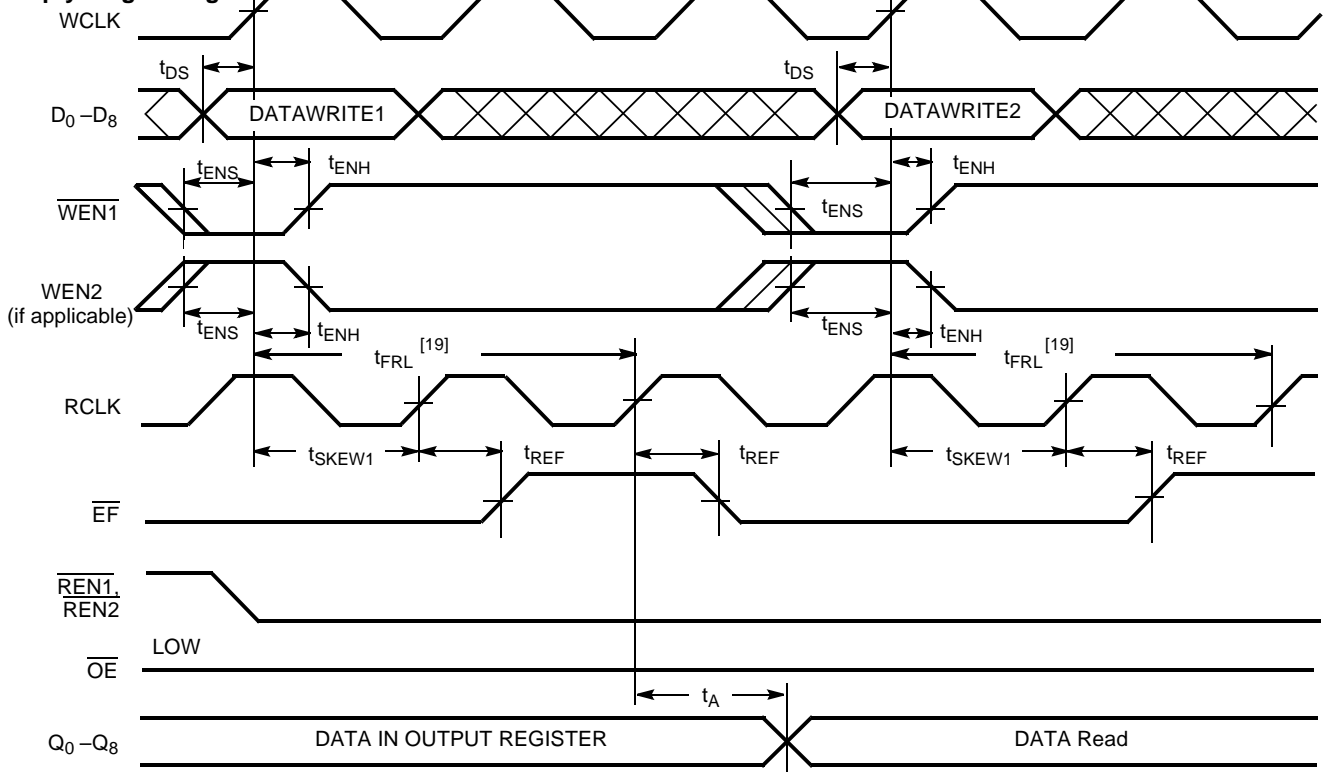 WCLK
tDS
tDS
D0 –D8
DATAWRITE1
DATAWRITE2
tENS
tENH
tENH
WEN1
tENS
WEN2
(if applicable)
tENS
tENH
tENS
tENH
tFRL [19]
tFRL [19]
RCLK
tSKEW1
tREF
tREF
tSKEW1
tREF
EF
REN1,
REN2
LOW
OE
tA
Q0 –Q8
DATA IN OUTPUT REGISTER
DATA Read